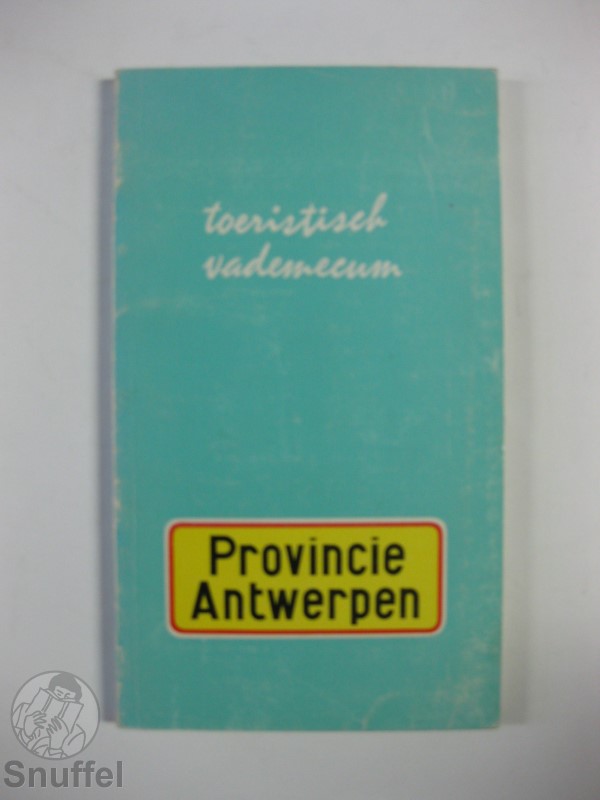 toeristisch
vademecum
Provincie
Antwerpen
Snuffel